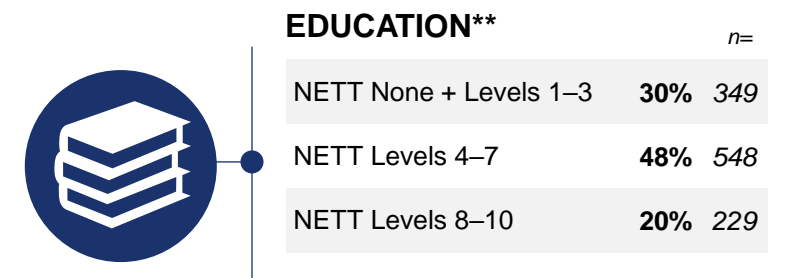 EDUCATION** n=
NETT None + Levels 1–3 30% 349
NETT Levels 4–7 48% 548
NETT Levels 8–10 20% 229